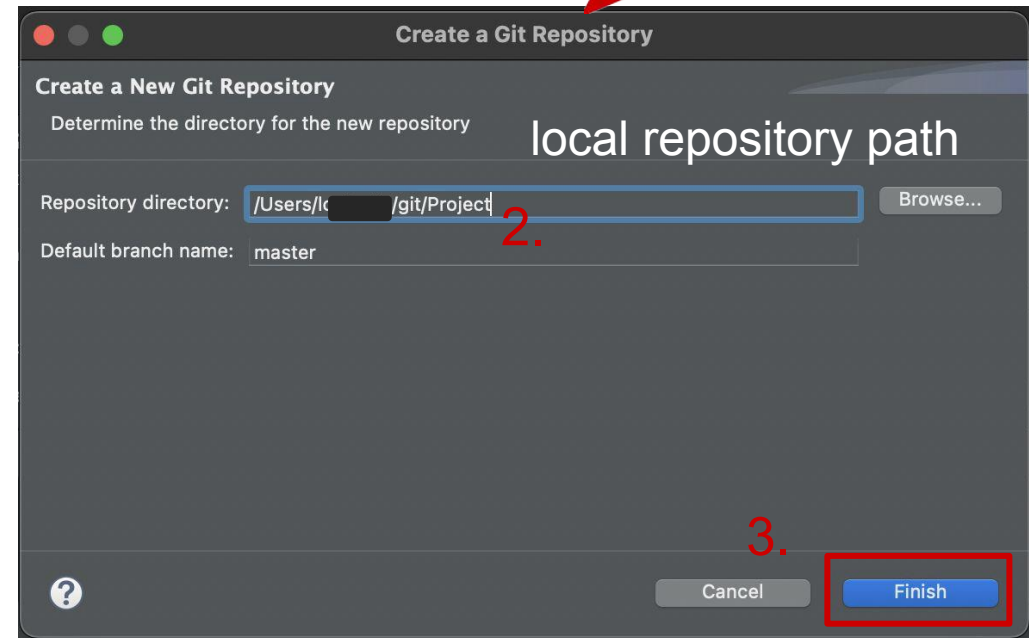 Create a Git Repository
Create a New Git Repository
Determine the directory for the new repository
local repository path
Repository directory: /Users/l /git/Project Browse...
2.
Default branch name: master
3.
? Cancel Finish